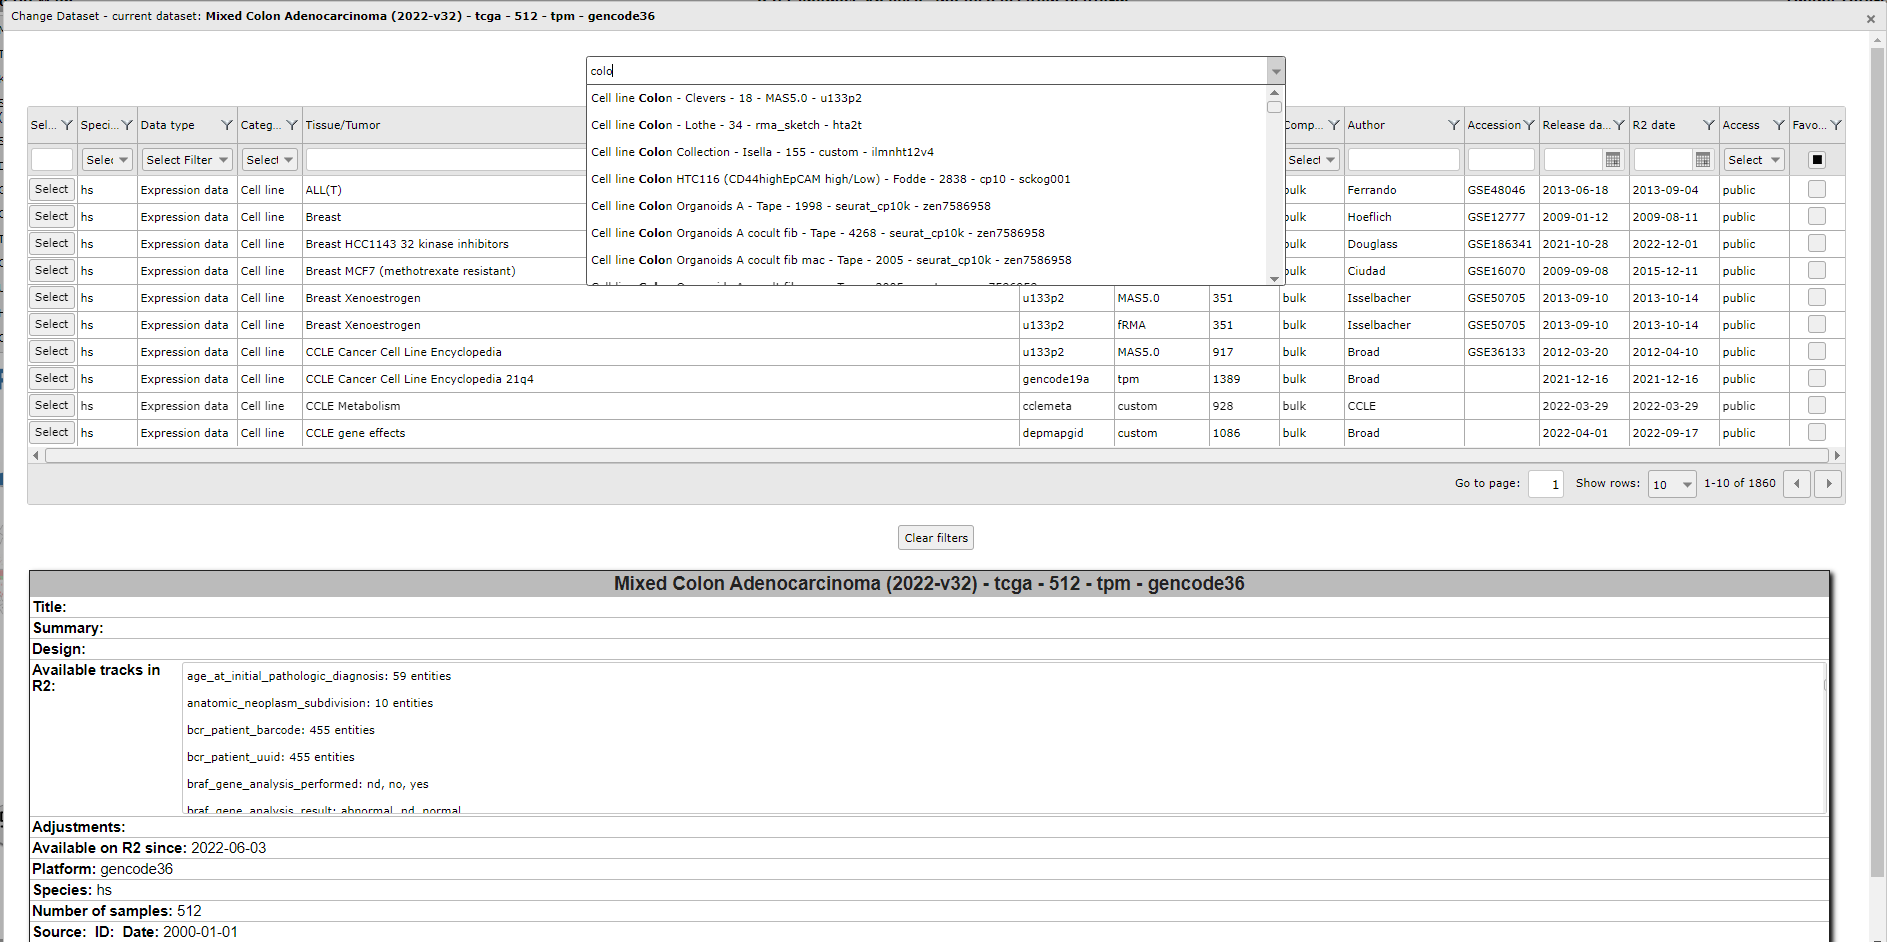 Change Dataset - current dataset: Mixed Colon Adenocarcinoma (2022-v32) - tcga - 512 - tpm - gencode36
colo
Cell line Colon - Clevers - 18 - MAS5.0 - u133p2
Cell line Colon - Lothe - 34 - rma_sketch - hta2t
Cell line Colon Collection - Isella - 155 - custom - ilmnht12v4
Cell line Colon HTC116 (CD44highEpCAM high/Low) - Fodde - 2838 - cp10 - sckog001
Cell line Colon Organoids A - Tape - 1998 - seurat_cp10k - zen7586958
Cell line Colon Organoids A cocult fib - Tape - 4268 - seurat_cp10k - zen7586958
Cell line Colon Organoids A cocult fib mac - Tape - 2005 - seurat_cp10k - zen7586958
Sel... Speci... Data type Categ... Tissue/Tumor Comp... Author Accession Release da... R2 date Access Favo...
Selec Select Filter Select Select Select
Select hs Expression data Cell line ALL(T) bulk Ferrando GSE48046 2013-06-18 2013-09-04 public
Select hs Expression data Cell line Breast bulk Hoeflich GSE12777 2009-01-12 2009-08-11 public
Select hs Expression data Cell line Breast HCC1143 32 kinase inhibitors bulk Douglass GSE186341 2021-10-28 2022-12-01 public
Select hs Expression data Cell line Breast MCF7 (methotrexate resistant) bulk Ciudad GSE16070 2009-09-08 2015-12-11 public
Select hs Expression data Cell line Breast Xenoestrogen u133p2 MAS5.0 351 bulk Isselbacher GSE50705 2013-09-10 2013-10-14 public
Select hs Expression data Cell line Breast Xenoestrogen u133p2 fRMA 351 bulk Isselbacher GSE50705 2013-09-10 2013-10-14 public
Select hs Expression data Cell line CCLE Cancer Cell Line Encyclopedia u133p2 MAS5.0 917 bulk Broad GSE36133 2012-03-20 2012-04-10 public
Select hs Expression data Cell line CCLE Cancer Cell Line Encyclopedia 21q4 gencode19a tpm 1389 bulk Broad 2021-12-16 2021-12-16 public
Select hs Expression data Cell line CCLE Metabolism cclemeta custom 928 bulk CCLE 2022-03-29 2022-03-29 public
Select hs Expression data Cell line CCLE gene effects depmapgid custom 1086 bulk Broad 2022-04-01 2022-09-17 public
Go to page: 1 Show rows: 10 1-10 of 1860
Clear filters
Mixed Colon Adenocarcinoma (2022-v32) - tcga - 512 - tpm - gencode36
Title:
Summary:
Design:
Available tracks in R2:
age_at_initial_pathologic_diagnosis: 59 entities
anatomic_neoplasm_subdivision: 10 entities
bcr_patient_barcode: 455 entities
bcr_patient_uuid: 455 entities
braf_gene_analysis_performed: nd, no, yes
braf_gene_analysis_result: abnormal, nd, normal
Adjustments:
Available on R2 since: 2022-06-03
Platform: gencode36
Species: hs
Number of samples: 512
Source: ID: Date: 2000-01-01